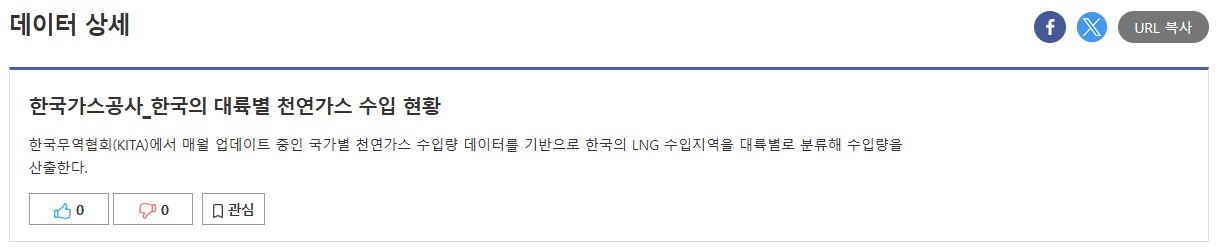 데이터 상세
URL 복사
한국가스공사_한국의 대륙별 천연가스 수입 현황
한국무역협회(KITA)에서 매월 업데이트 중인 국가별 천연가스 수입량 데이터를 기반으로 한국의 LNG 수입지역을 대륙별로 분류해 수입량을
산출한다.
0 0 관심